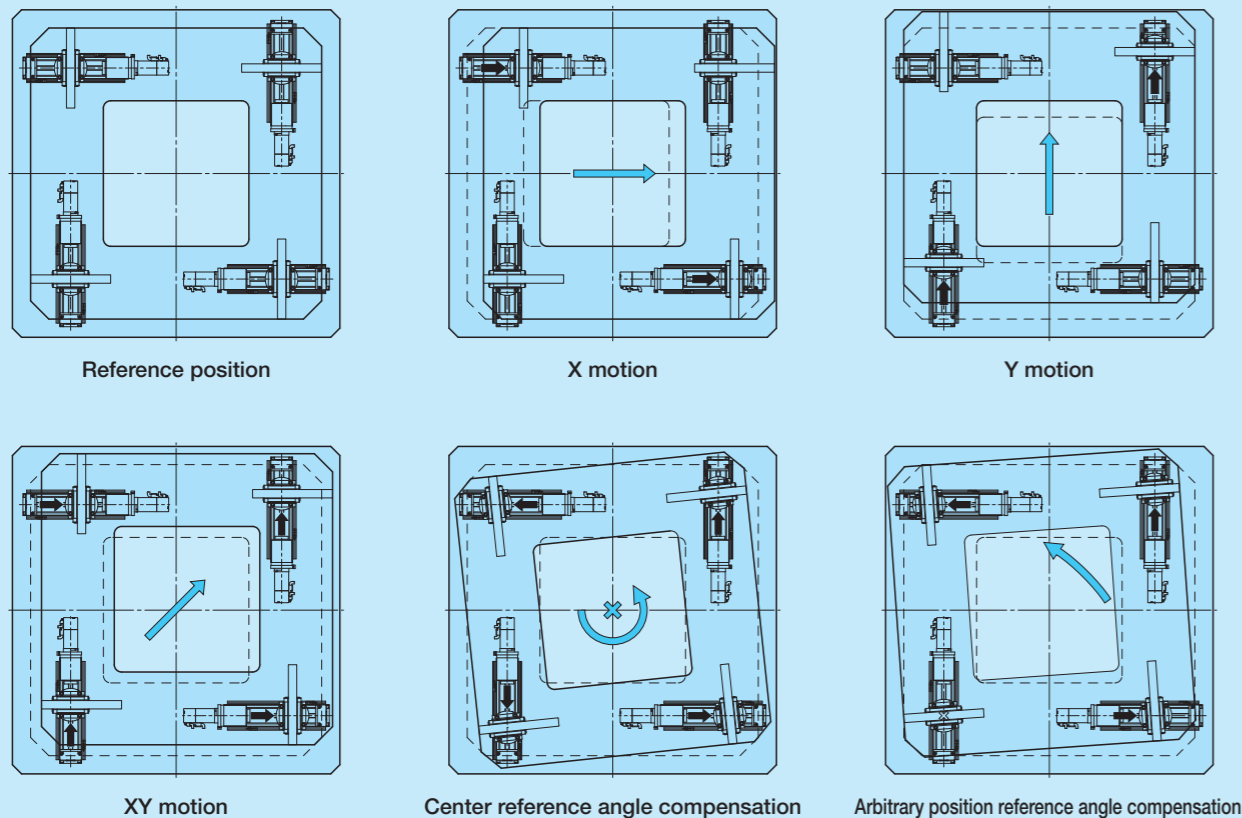 Reference position
X motion
Y motion
XY motion
Center reference angle compensation
Arbitrary position reference angle compensation